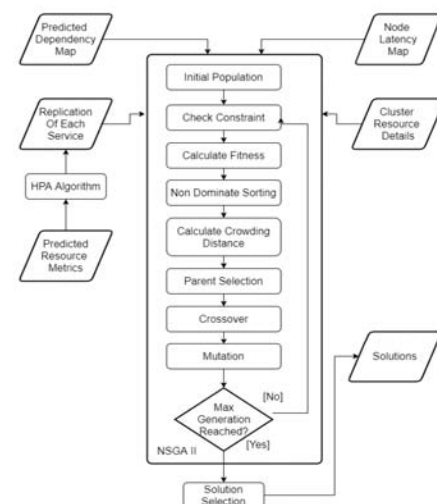 Predicted
Dependency Map
Node
Latency Map
Initial Population
Replication
Of Each
Service
Check Constraint
Cluster
Resource
Details
Calculate Fitness
HPA Algorithm
Non Dominate Sorting
Predicted
Resource
Metrics
Calculate Crowding
Distance
Parent Selection
Crossover
Mutation
Solutions
[No]
Max
Generation
Reached?
[Yes]
NSGA II
Solution
Selection